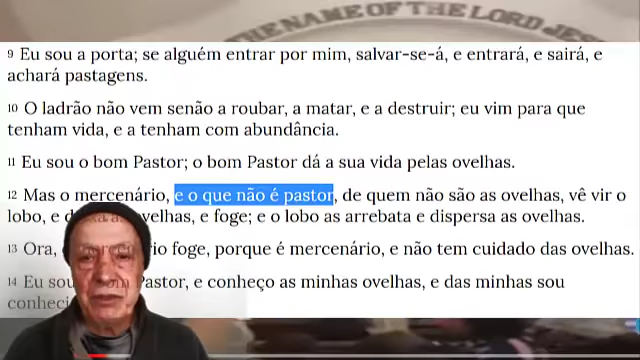 THE NAME OF THE LORD JES
9 Eu sou a porta; se alguém entrar por mim, salvar-se-á, e entrará, e sairá, e
achará pastagens.
10 O ladrão não vem senão a roubar, a matar, e a destruir; eu vim para que
tenham vida, e a tenham com abundância.
11 Eu sou o bom Pastor; o bom Pastor dá a sua vida pelas ovelhas.
12 Mas o mercenário, e o que não é pastor, de quem não são as ovelhas, vê vir o
lobo, e velhas, e foge; e o lobo as arrebata e dispersa as ovelhas.
13 Ora, rio foge, porque é mercenário, e não tem cuidado das ovelhas.
14 Eu sou Pastor, e conheço as minhas ovelhas, e das minhas sou
conheci